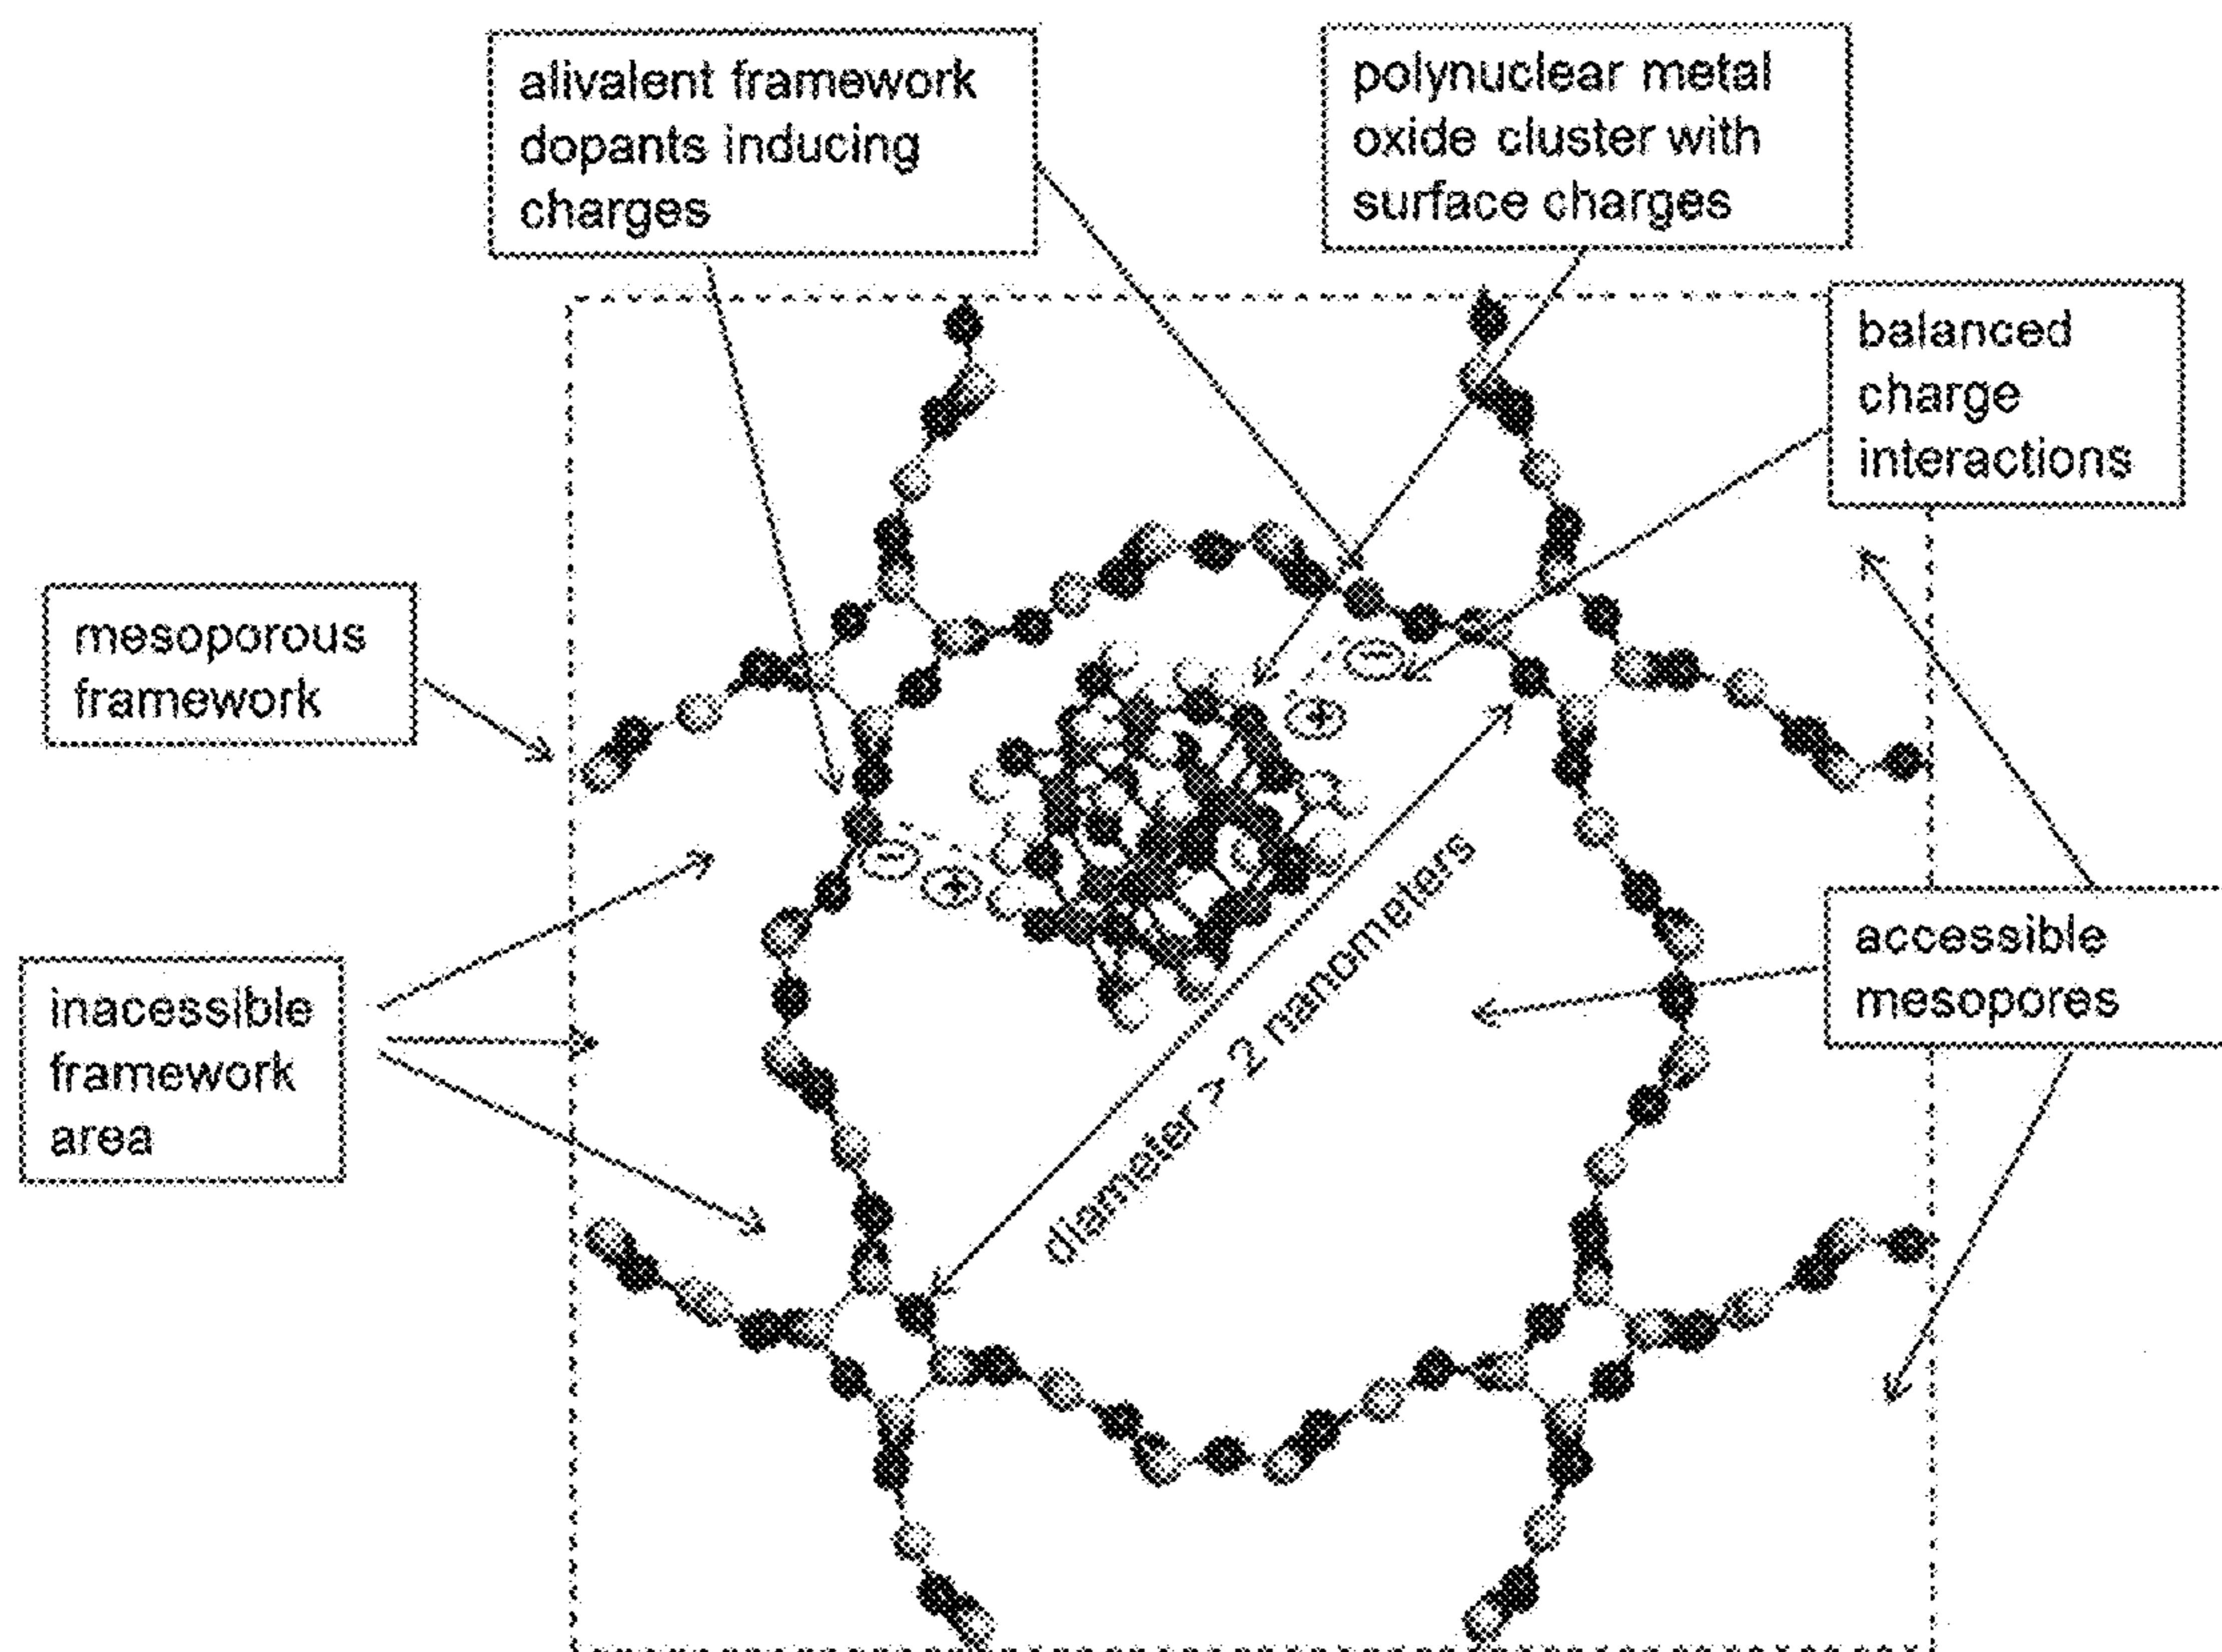 alivalent framework
dopants inducing
charges
polynuclear metal
oxide cluster with
surface charges
balanced
charge
interactions
mesoporous
framework
inacessible
framework
area
accessible
mesopores
diameter > 2 nanometers
−
+
−
+